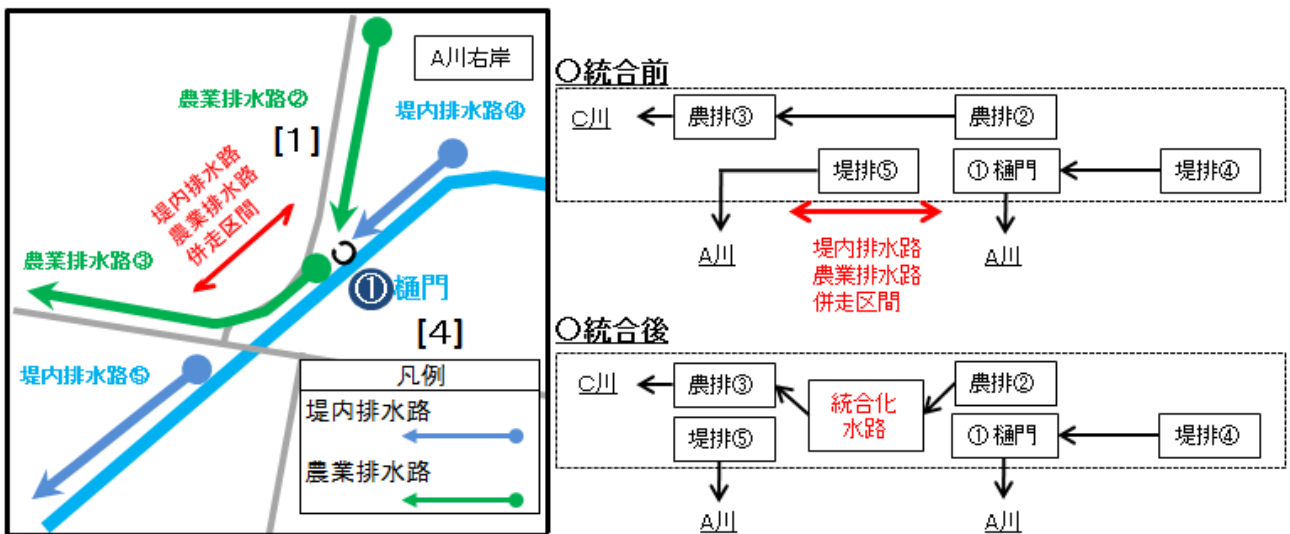 A川右岸
農業排水路②
堤内排水路④
[1]
堤内排水路
農業排水路
併走区間
農業排水路③
①樋門
[4]
堤内排水路⑤
凡例
堤内排水路
農業排水路
〇統合前
C川
農排③
農排②
堤排⑤
①樋門
堤排④
A川
堤内排水路
農業排水路
併走区間
A川
〇統合後
C川
農排③
統合化
水路
農排②
堤排⑤
①樋門
堤排④
A川
A川